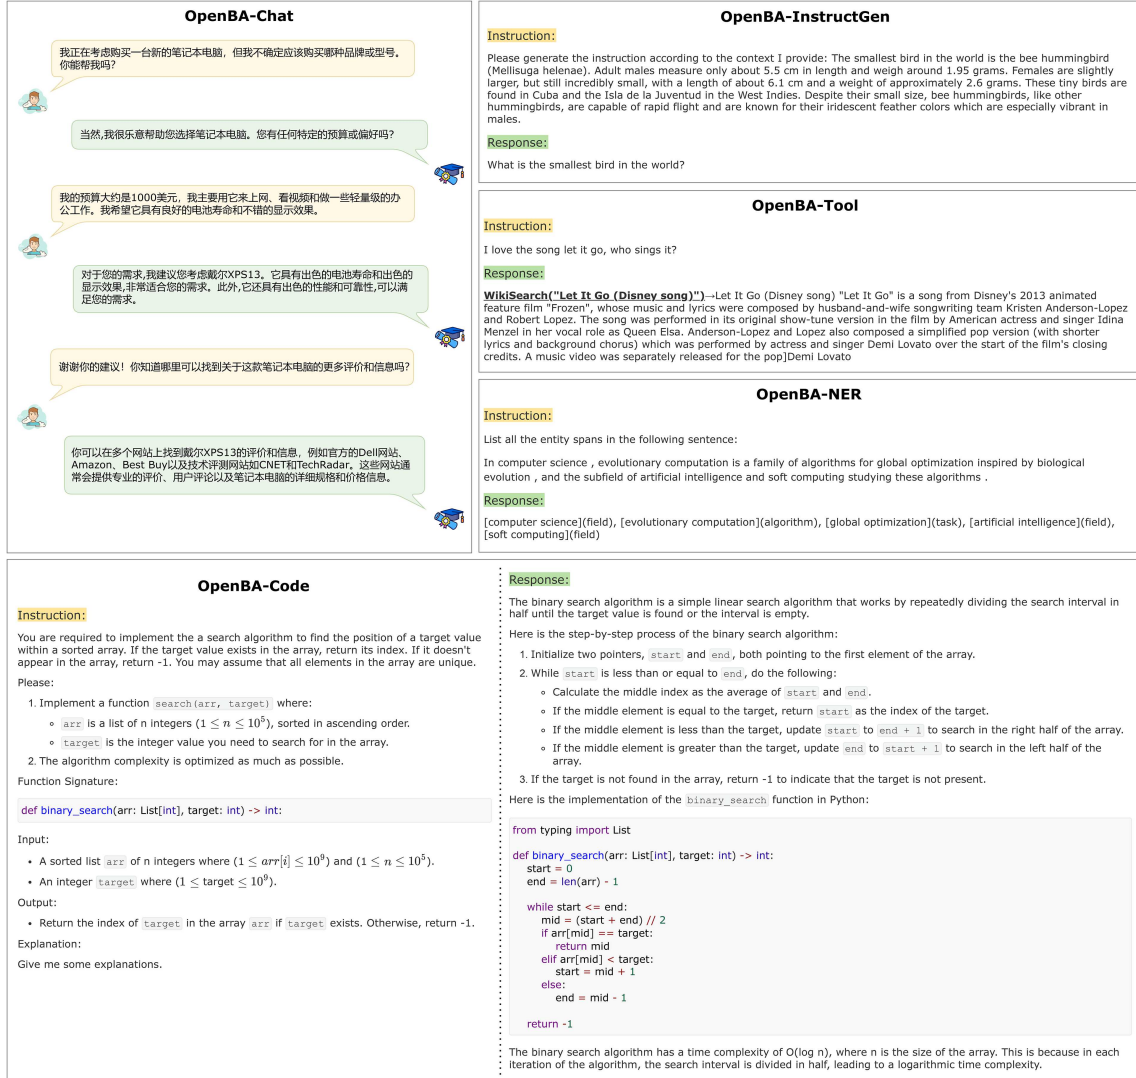 OpenBA-Chat
我正在考虑购买一台新的笔记本电脑，但我不确定应该购买哪种品牌或型号。
你能帮我吗?
当然,我很乐意帮助您选择笔记本电脑。您有任何特定的预算或偏好吗?
我的预算大约是1000美元，我主要用它来上网、看视频和做一些轻量级的办
公工作。我希望它具有良好的电池寿命和不错的显示效果。
对于您的需求,我建议您考虑戴尔XPS13。它具有出色的电池寿命和出色的
显示效果,非常适合您的需求。此外,它还具有出色的性能和可靠性,可以满
足您的需求。
谢谢你的建议！你知道哪里可以找到关于这款笔记本电脑的更多评价和信息吗?
你可以在多个网站上找到戴尔XPS13的评价和信息，例如官方的Dell网站、
Amazon、Best Buy以及技术评测网站如CNET和TechRadar。这些网站通
常会提供专业的评价、用户评论以及笔记本电脑的详细规格和价格信息。
OpenBA-InstructGen
Instruction:
Please generate the instruction according to the context I provide: The smallest bird in the world is the bee hummingbird
(Mellisuga helenae). Adult males measure only about 5.5 cm in length and weigh around 1.95 grams. Females are slightly
larger, but still incredibly small, with a length of about 6.1 cm and a weight of approximately 2.6 grams. These tiny birds are
found in Cuba and the Isla de la Juventud in the West Indies. Despite their small size, bee hummingbirds, like other
hummingbirds, are capable of rapid flight and are known for their iridescent feather colors which are especially vibrant in
males.
Response:
What is the smallest bird in the world?
OpenBA-Tool
Instruction:
I love the song let it go, who sings it?
Response:
WikiSearch("Let It Go (Disney song)")→Let It Go (Disney song) "Let It Go" is a song from Disney's 2013 animated
feature film "Frozen", whose music and lyrics were composed by husband-and-wife songwriting team Kristen Anderson-Lopez
and Robert Lopez. The song was performed in its original show-tune version in the film by American actress and singer Idina
Menzel in her vocal role as Queen Elsa. Anderson-Lopez and Lopez also composed a simplified pop version (with shorter
lyrics and background chorus) which was performed by actress and singer Demi Lovato over the start of the film's closing
credits. A music video was separately released for the pop]Demi Lovato
OpenBA-NER
Instruction:
List all the entity spans in the following sentence:
In computer science , evolutionary computation is a family of algorithms for global optimization inspired by biological
evolution , and the subfield of artificial intelligence and soft computing studying these algorithms .
Response:
[computer science](field), [evolutionary computation](algorithm), [global optimization](task), [artificial intelligence](field),
[soft computing](field)
OpenBA-Code
Instruction:
You are required to implement the a search algorithm to find the position of a target value
within a sorted array. If the target value exists in the array, return its index. If it doesn't
appear in the array, return -1. You may assume that all elements in the array are unique.
Please:
1. Implement a function search(arr, target) where:
◦ arr is a list of n integers (1 ≤ n ≤ 10^5), sorted in ascending order.
◦ target is the integer value you need to search for in the array.
2. The algorithm complexity is optimized as much as possible.
Function Signature:
def binary_search(arr: List[int], target: int) -> int:
Input:
• A sorted list arr of n integers where (1 ≤ arr[i] ≤ 10^9) and (1 ≤ n ≤ 10^5).
• An integer target where (1 ≤ target ≤ 10^9).
Output:
• Return the index of target in the array arr if target exists. Otherwise, return -1.
Explanation:
Give me some explanations.
Response:
The binary search algorithm is a simple linear search algorithm that works by repeatedly dividing the search interval in
half until the target value is found or the interval is empty.
Here is the step-by-step process of the binary search algorithm:
1. Initialize two pointers, start and end, both pointing to the first element of the array.
2. While start is less than or equal to end, do the following:
◦ Calculate the middle index as the average of start and end.
◦ If the middle element is equal to the target, return start as the index of the target.
◦ If the middle element is less than the target, update start to end + 1 to search in the right half of the array.
◦ If the middle element is greater than the target, update end to start + 1 to search in the left half of the
array.
3. If the target is not found in the array, return -1 to indicate that the target is not present.
Here is the implementation of the binary_search function in Python:
from typing import List
def binary_search(arr: List[int], target: int) -> int:
start = 0
end = len(arr) - 1
while start <= end:
mid = (start + end) // 2
if arr[mid] == target:
return mid
elif arr[mid] < target:
start = mid + 1
else:
end = mid - 1
return -1
The binary search algorithm has a time complexity of O(log n), where n is the size of the array. This is because in each
iteration of the algorithm, the search interval is divided in half, leading to a logarithmic time complexity.